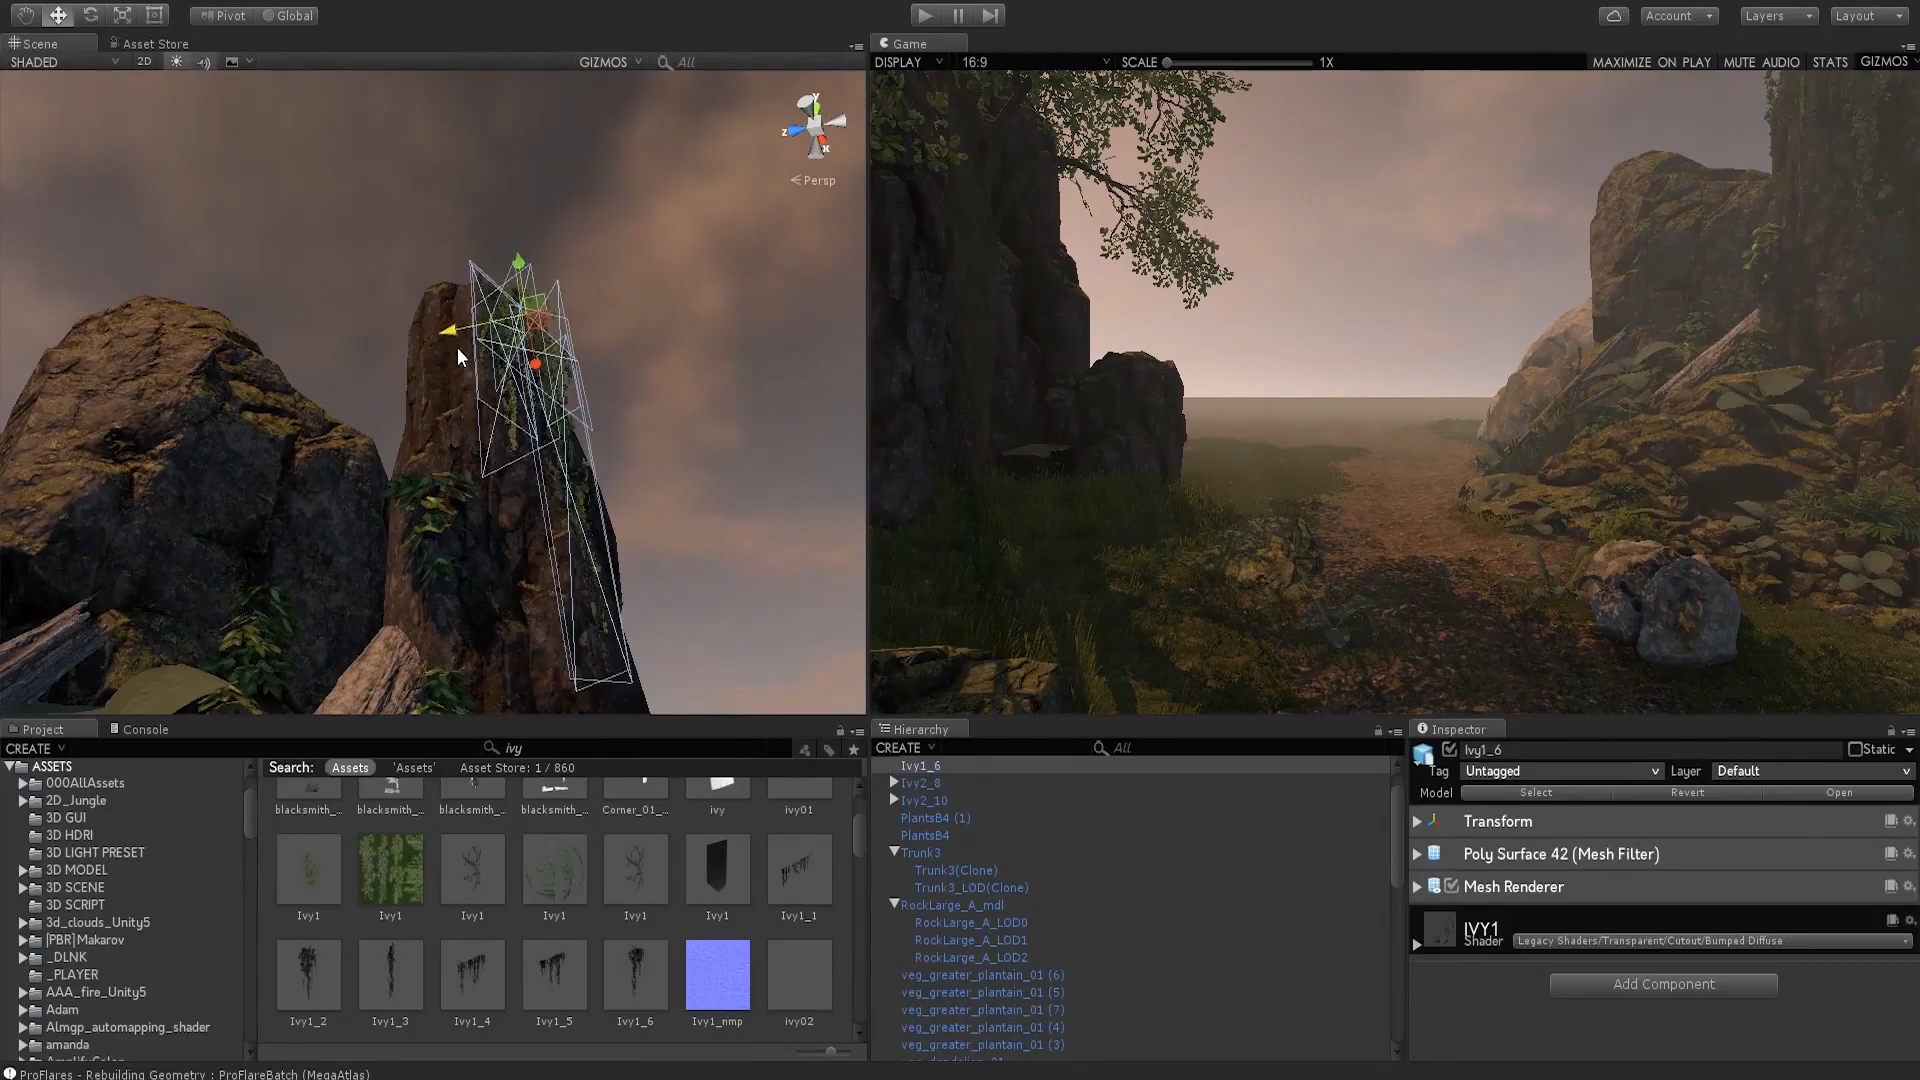 Pivot Global Account Layers Layout
Scene Asset Store
SHADED 2D GIZMOS All
y
z
x
Persp
Game
DISPLAY 16:9 SCALE 1X MAXIMIZE ON PLAY MUTE AUDIO STATS GIZMOS
Project Console
CREATE ivy
ASSETS
000AllAssets
2D_Jungle
3D GUI
3D HDRI
3D LIGHT PRESET
3D MODEL
3D SCENE
3D SCRIPT
3d_clouds_Unity5
[PBR]Makarov
_DLNK
_PLAYER
AAA_fire_Unity5
Adam
Almgp_automapping_shader
amanda
Search: Assets 'Assets' Asset Store: 1 / 860
blacksmith_... blacksmith_... blacksmith_... blacksmith_... Corner_01_... ivy ivy01
Ivy1 Ivy1 Ivy1 Ivy1 Ivy1 Ivy1 Ivy1_1
Ivy1_2 Ivy1_3 Ivy1_4 Ivy1_5 Ivy1_6 Ivy1_nmp ivy02
Hierarchy
CREATE All
Ivy1_6
Ivy2_8
Ivy2_10
PlantsB4 (1)
PlantsB4
Trunk3
Trunk3(Clone)
Trunk3_LOD(Clone)
RockLarge_A_mdl
RockLarge_A_LOD0
RockLarge_A_LOD1
RockLarge_A_LOD2
veg_greater_plantain_01 (6)
veg_greater_plantain_01 (5)
veg_greater_plantain_01 (7)
veg_greater_plantain_01 (4)
veg_greater_plantain_01 (3)
Inspector
Ivy1_6 Static
Tag Untagged Layer Default
Model Select Revert Open
Transform
Poly Surface 42 (Mesh Filter)
Mesh Renderer
IVY1
Shader Legacy Shaders/Transparent/Cutout/Bumped Diffuse
Add Component
ProFlares - Rebuilding Geometry : ProFlareBatch (MegaAtlas)